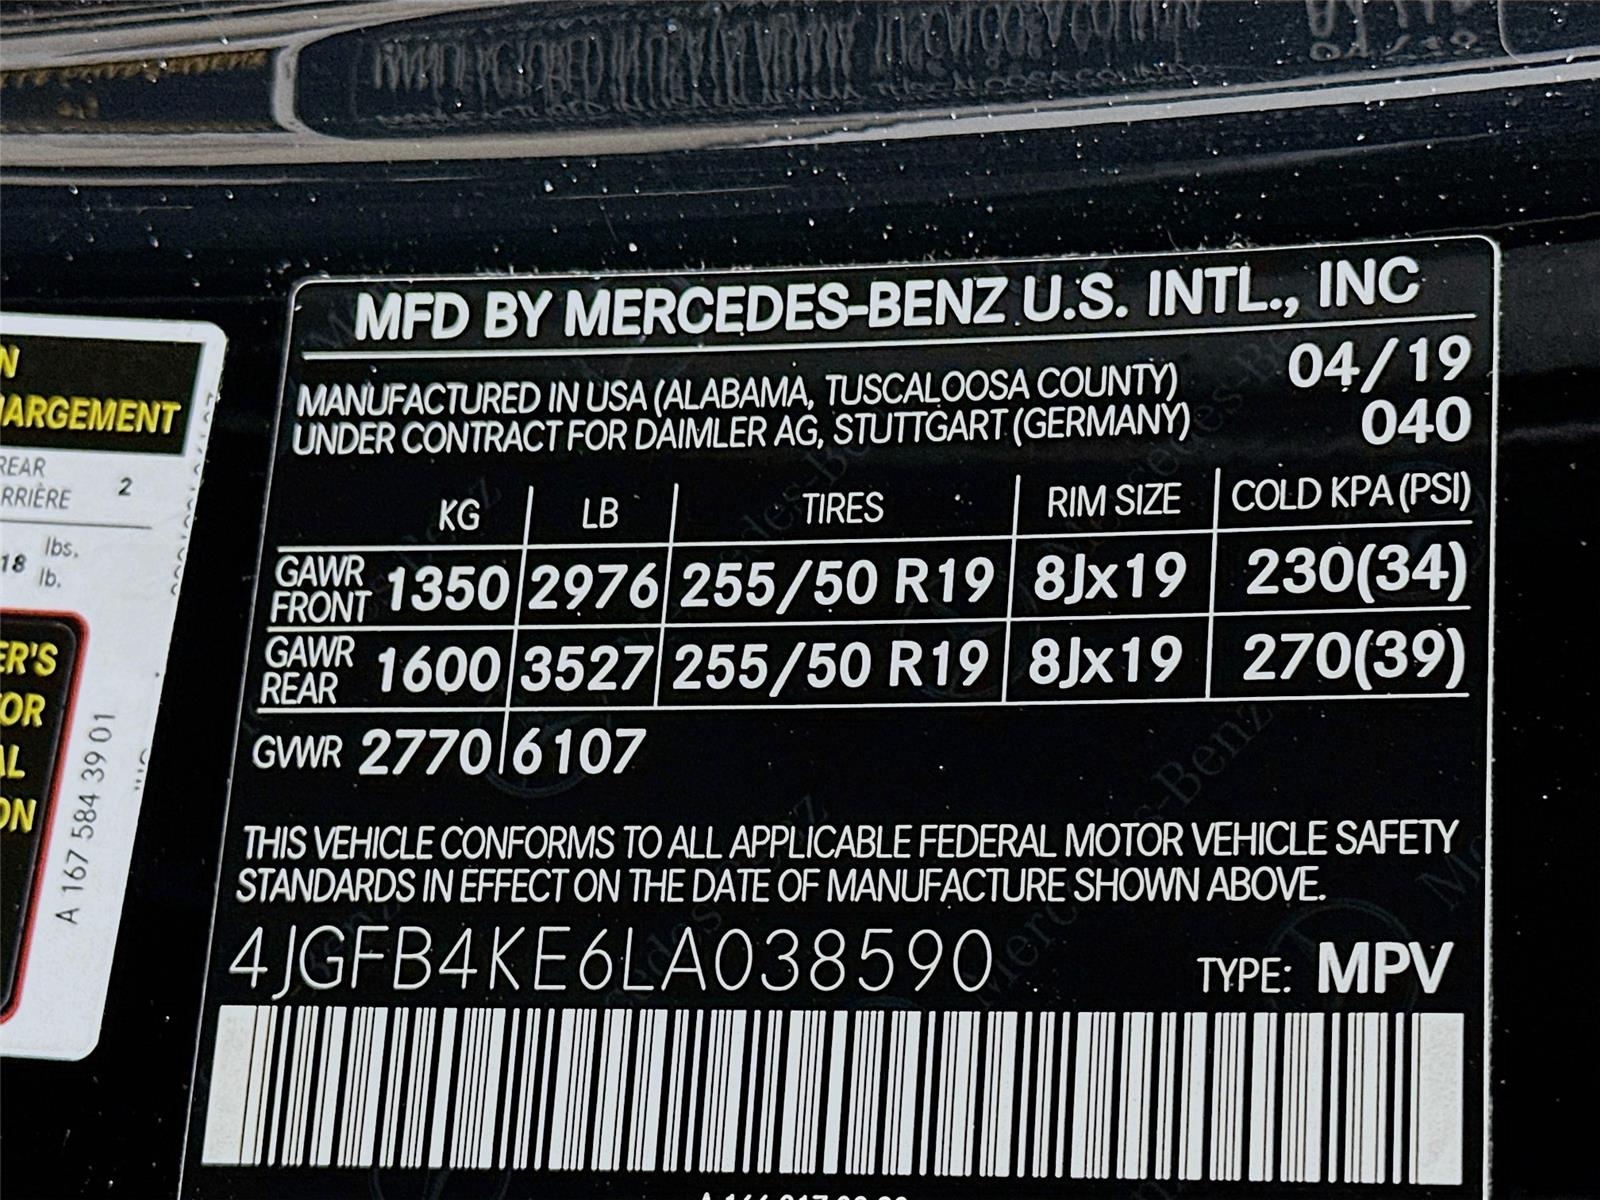 MFD BY MERCEDES-BENZ U.S. INTL., INC
MANUFACTURED IN USA (ALABAMA, TUSCALOOSA COUNTY) 04/19
UNDER CONTRACT FOR DAIMLER AG, STUTTGART (GERMANY) 040
KG LB TIRES RIM SIZE COLD KPA (PSI)
GAWR FRONT 1350 2976 255/50 R19 8Jx19 230(34)
GAWR REAR 1600 3527 255/50 R19 8Jx19 270(39)
GVWR 2770 6107
THIS VEHICLE CONFORMS TO ALL APPLICABLE FEDERAL MOTOR VEHICLE SAFETY
STANDARDS IN EFFECT ON THE DATE OF MANUFACTURE SHOWN ABOVE.
4JGFB4KE6LA038590 TYPE: MPV
N
ARGEMENT
REAR
RRIÈRE 2
18 lbs.
lb.
ER'S
OR
AL
ON
A 167 584 39 01